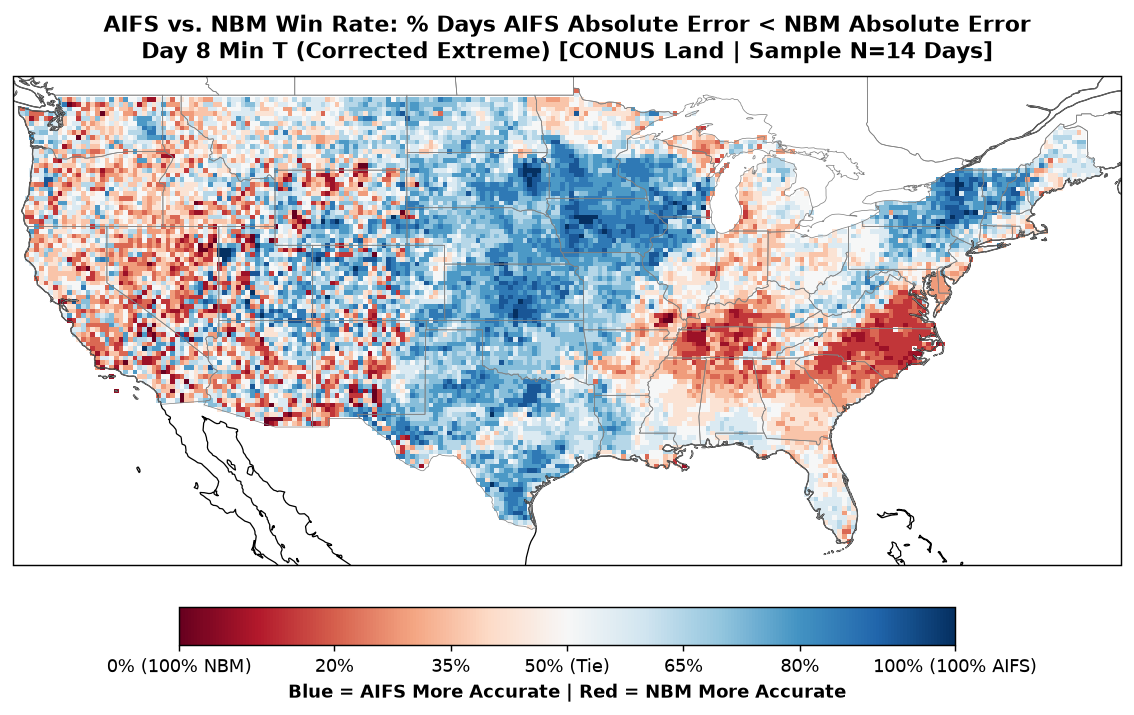 AIFS vs. NBM Win Rate: % Days AIFS Absolute Error < NBM Absolute Error
Day 8 Min T (Corrected Extreme) [CONUS Land | Sample N=14 Days]
0% (100% NBM) 20% 35% 50% (Tie) 65% 80% 100% (100% AIFS)
Blue = AIFS More Accurate | Red = NBM More Accurate